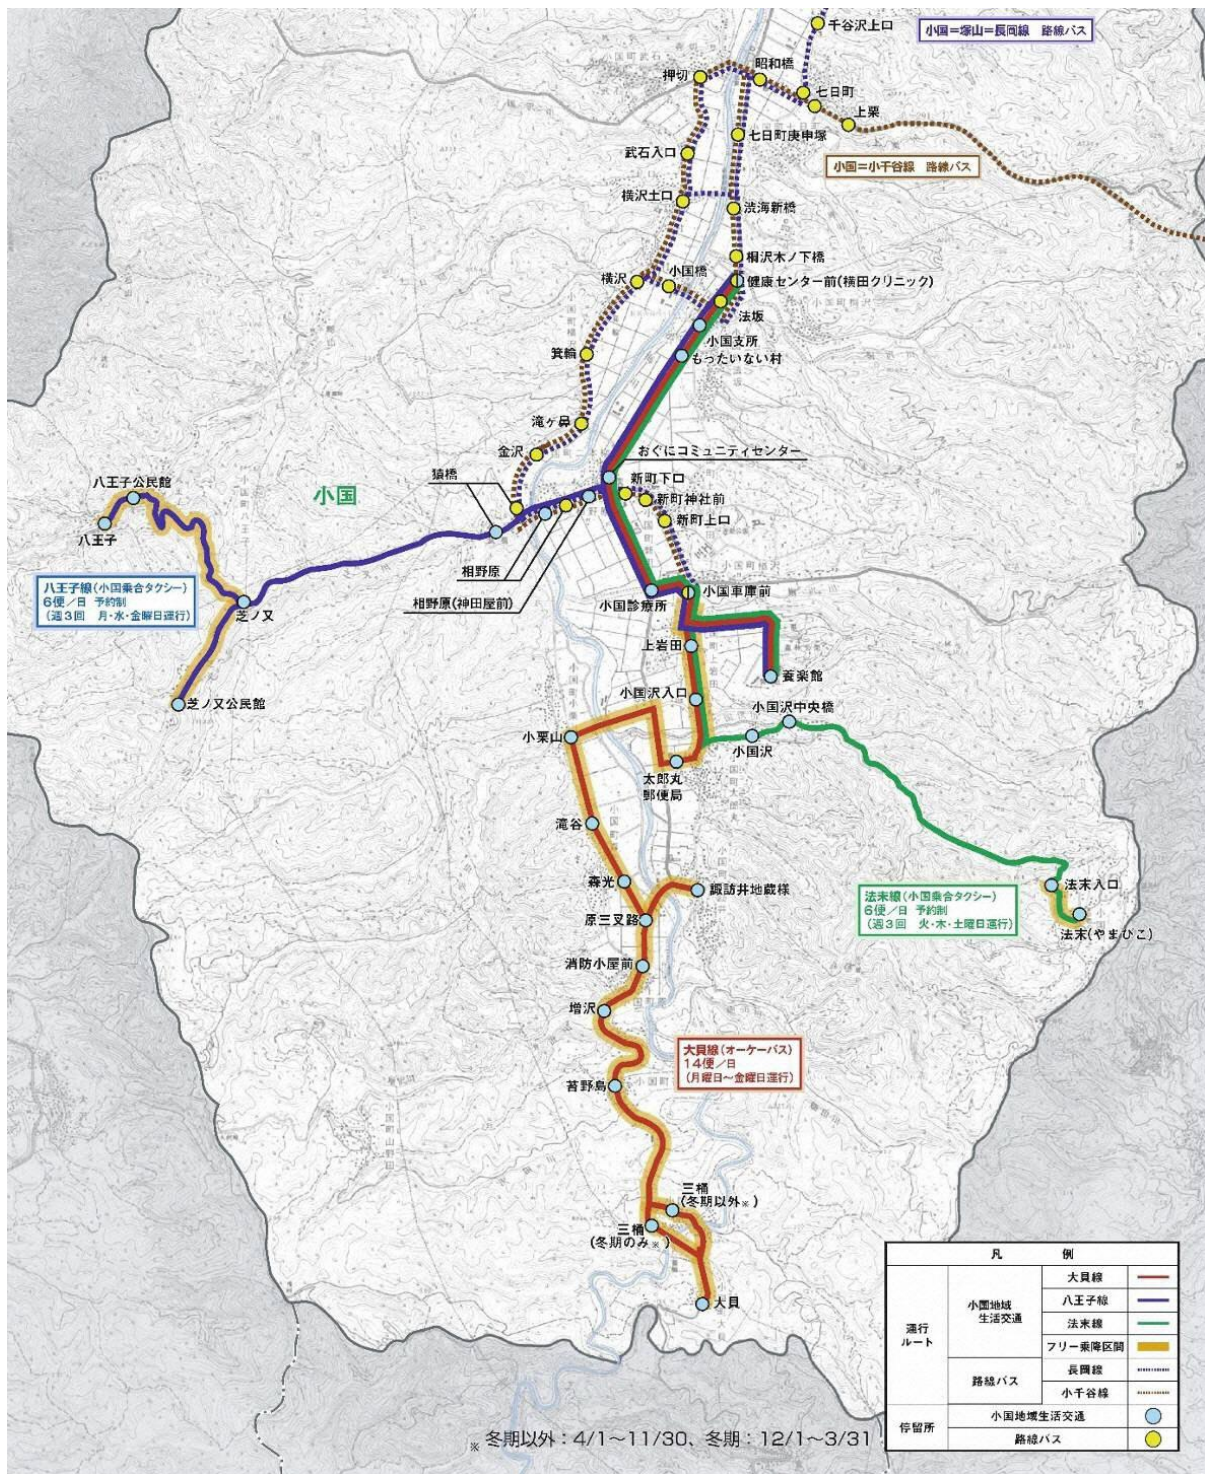 千谷沢上口
小国=塚山=長岡線 路線バス
押切
昭和橋
七日町
上栗
七日町庚申塚
武石入口
小国=小千谷線 路線バス
横沢土口
渋海新橋
桐沢木ノ下橋
横沢
小国橋
健康センター前(横田クリニック)
法坂
小国支所
もったいない村
箕輪
滝ヶ鼻
金沢
おぐにコミュニティセンター
猿橋
新町下口
八王子公民館
小国
新町神社前
八王子
新町上口
相野原
八王子線(小国乗合タクシー)
6便/日 予約制
(週3回 月・水・金曜日運行)
相野原(神田屋前)
小国診療所
小国車庫前
芝ノ又
上岩田
養楽館
小国沢入口
芝ノ又公民館
小国沢中央橋
小栗山
小国沢
太郎丸
郵便局
滝谷
森光
諏訪井地蔵様
法末線(小国乗合タクシー)
6便/日 予約制
(週3回 火・木・土曜日運行)
法末入口
原三叉路
法末(やまびこ)
消防小屋前
増沢
大貝線(オーケーバス)
14便/日
(月曜日~金曜日運行)
苔野島
三桶
(冬期以外※)
三桶
(冬期のみ※)
大貝
凡 例
運行
ルート
小国地域
生活交通
大貝線
八王子線
法末線
フリー乗降区間
路線バス
長岡線
小千谷線
停留所
小国地域生活交通
路線バス
※ 冬期以外:4/1~11/30、冬期:12/1~3/31